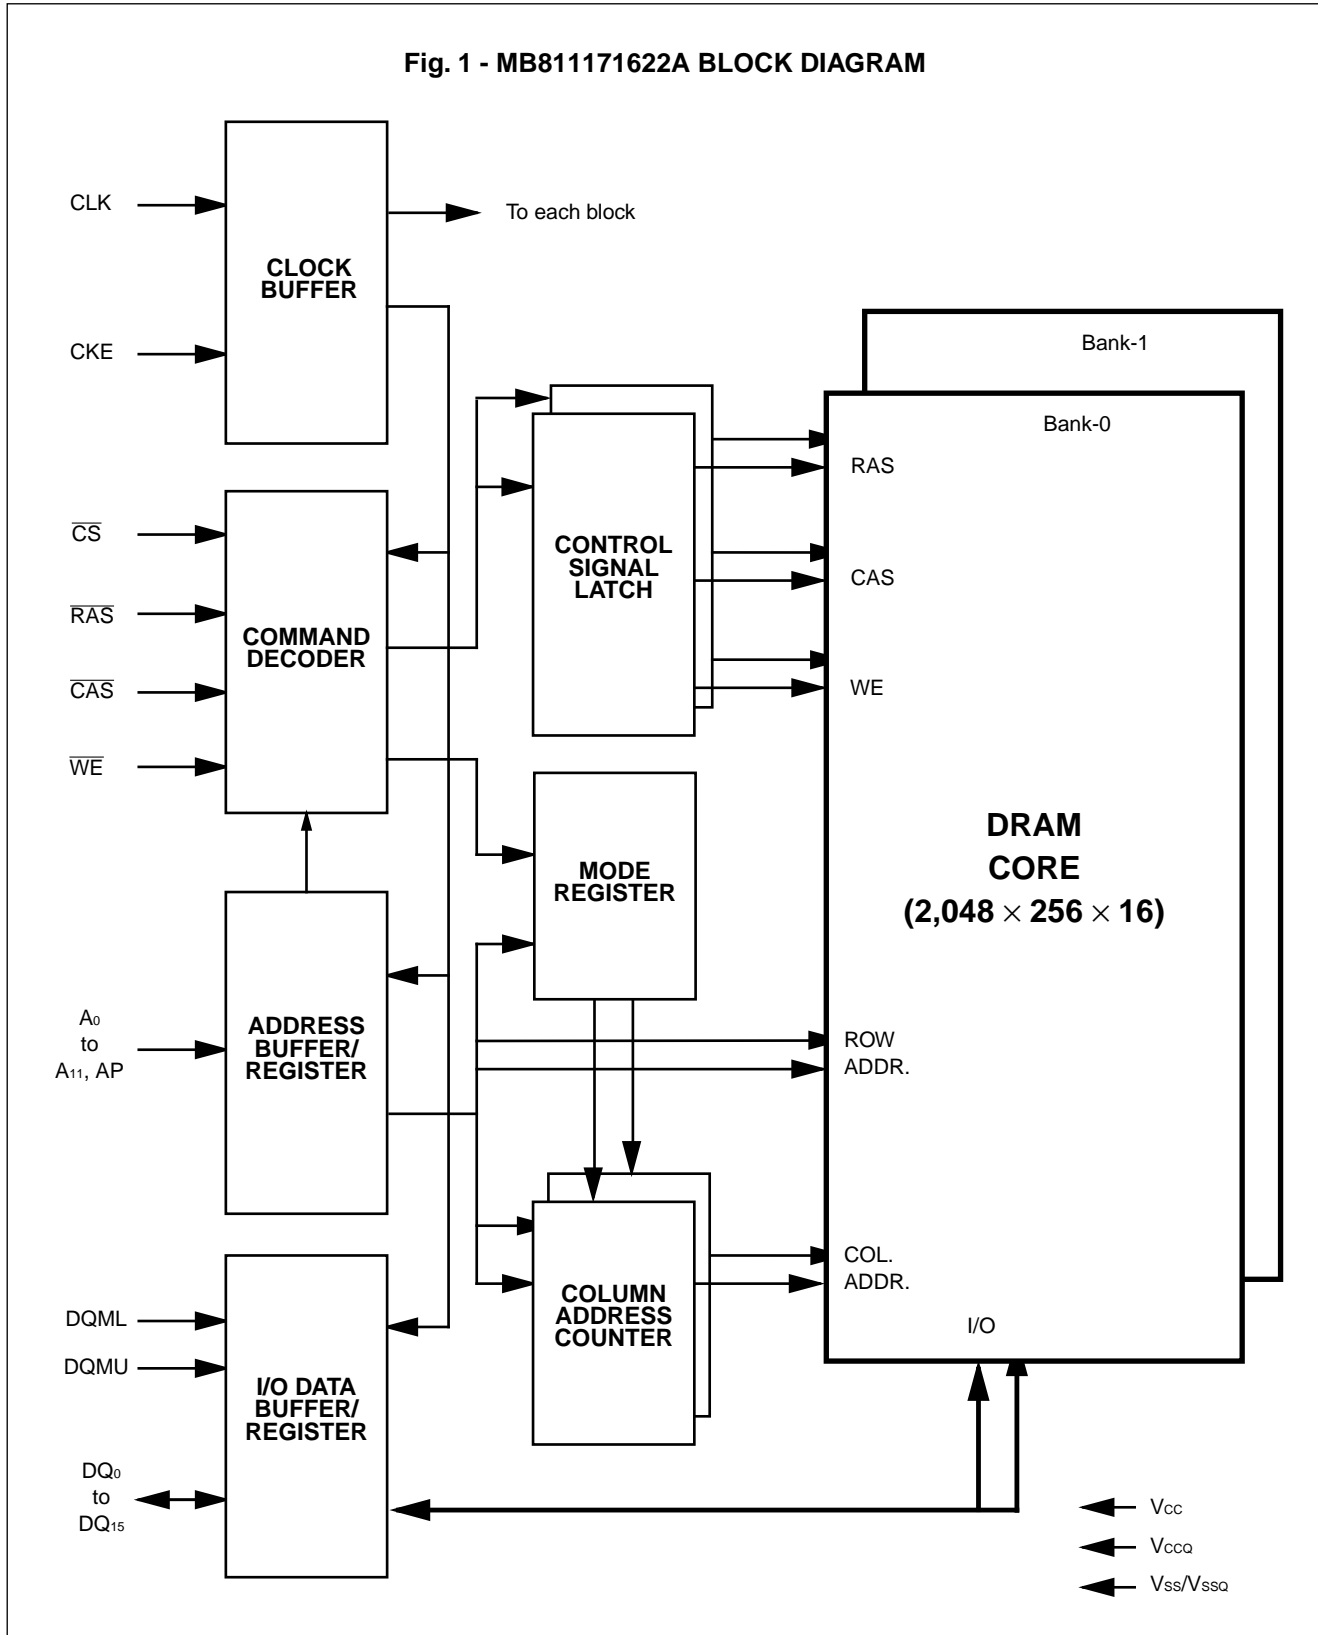 Fig. 1 - MB811171622A BLOCK DIAGRAM
CLK
CKE
CLOCK
BUFFER
To each block
CS
RAS
CAS
WE
COMMAND
DECODER
CONTROL
SIGNAL
LATCH
Bank-1
Bank-0
RAS
CAS
WE
DRAM
CORE
(2,048 × 256 × 16)
MODE
REGISTER
A0
to
A11, AP
ADDRESS
BUFFER/
REGISTER
ROW
ADDR.
COL.
ADDR.
I/O
COLUMN
ADDRESS
COUNTER
DQML
DQMU
DQ0
to
DQ15
I/O DATA
BUFFER/
REGISTER
VCC
VCCQ
VSS/VSSQ